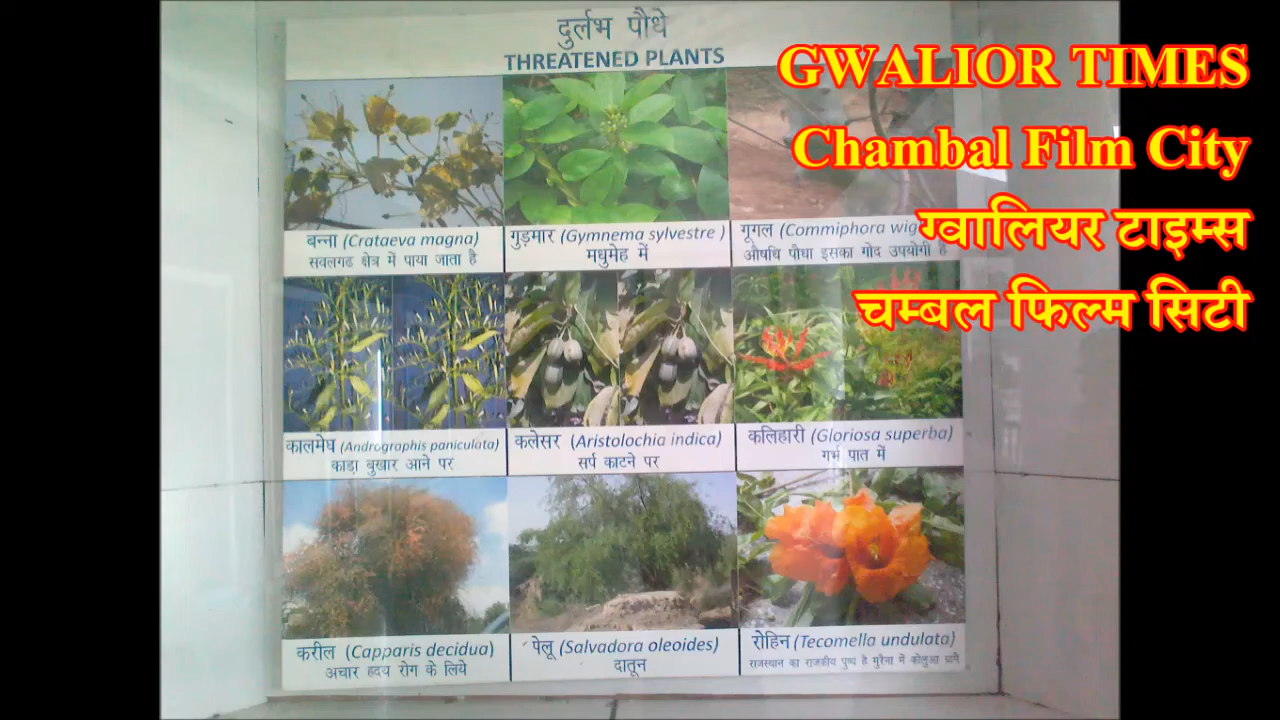 दुर्लभ पौधे
THREATENED PLANTS
GWALIOR TIMES
Chambal Film City
ग्वालियर टाइम्स
चम्बल फिल्म सिटी
बन्ना (Crataeva magna)
सबलगढ क्षेत्र में पाया जाता है
गुड़मार (Gymnema sylvestre )
मधुमेह में
गूगल (Commiphora
औषधि पौधा इसका गोद उपयोगी है
कालमेघ (Andrographis paniculata)
काडा बुखार आने पर
कलेसर (Aristolochia indica)
सर्प काटने पर
कलिहारी (Gloriosa superba)
गर्भ पात में
करील (Capparis decidua)
अचार ह्रदय रोग के लिये
पेलू (Salvadora oleoides)
दातून
रोहिन (Tecomella undulata)
राजस्थान का राजकीय पुष्प है मुरैना में कोलुआ